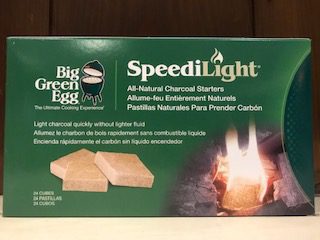 Big
Green
Egg
The Ultimate Cooking Experience
SpeediLight
All-Natural Charcoal Starters
Allume-feu Entièrement Naturels
Pastillas Naturales Para Prender Carbón
Light charcoal quickly without lighter fluid
Allumez le charbon de bois rapidement sans combustible liquide
Encienda rápidamente el carbón sin líquido encendedor
24 CUBES
24 PASTILLAS
24 CUBOS